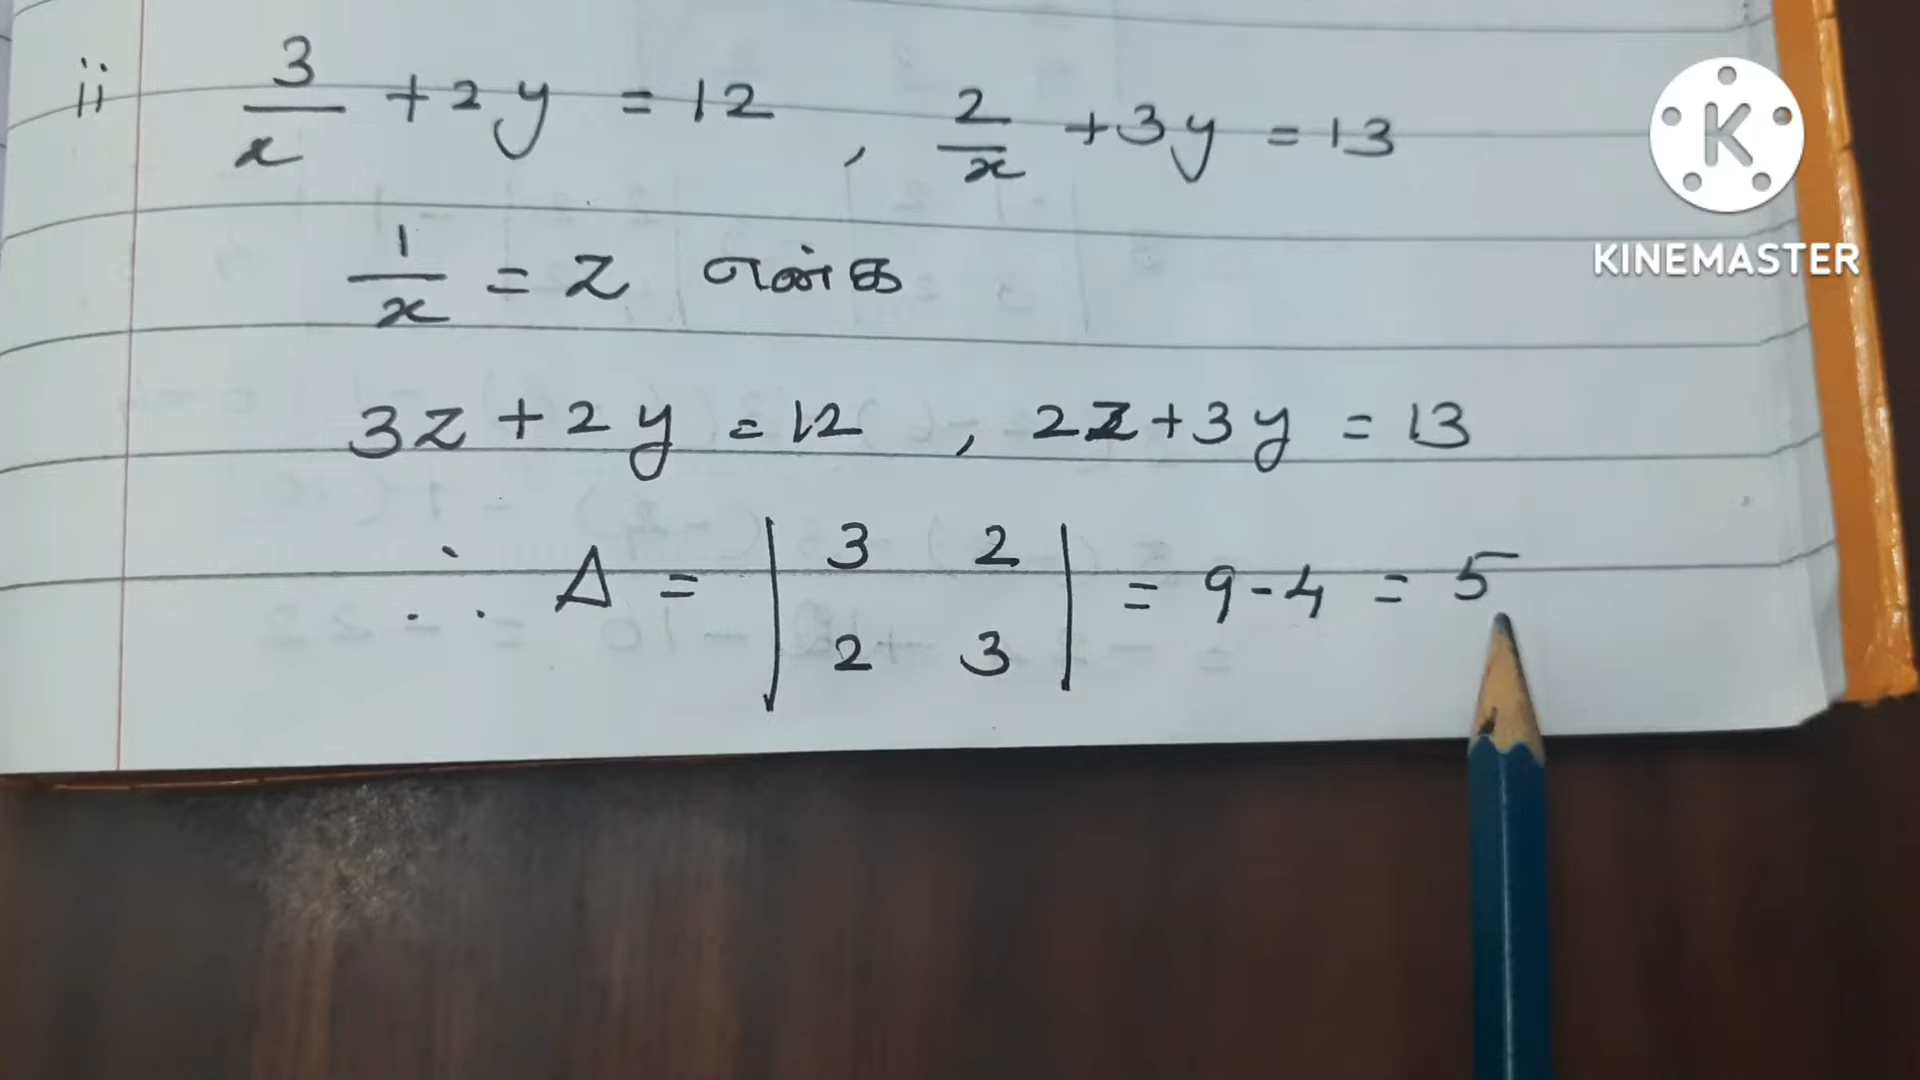 ii 3/x + 2y = 12 , 2/x + 3y = 13
1/x = z என்க
3z + 2y = 12 , 2z + 3y = 13
∴ Δ = | 3 2 | = 9 - 4 = 5
| 2 3 |
K
KINEMASTER